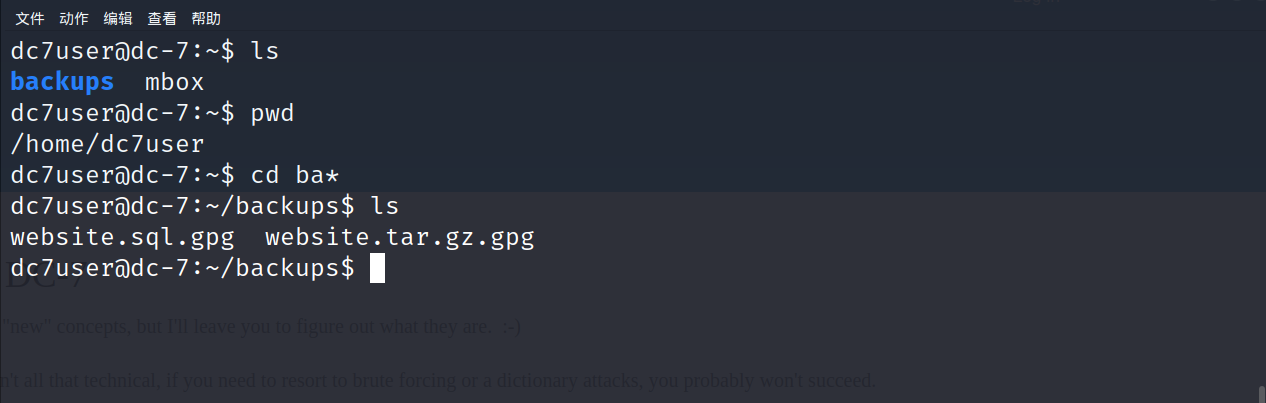 文件 动作 编辑 查看 帮助
dc7user@dc-7:~$ ls
backups mbox
dc7user@dc-7:~$ pwd
/home/dc7user
dc7user@dc-7:~$ cd ba*
dc7user@dc-7:~/backups$ ls
website.sql.gpg website.tar.gz.gpg
dc7user@dc-7:~/backups$
DC-7
"new" concepts, but I'll leave you to figure out what they are. :-)
n't all that technical, if you need to resort to brute forcing or a dictionary attacks, you probably won't succeed.